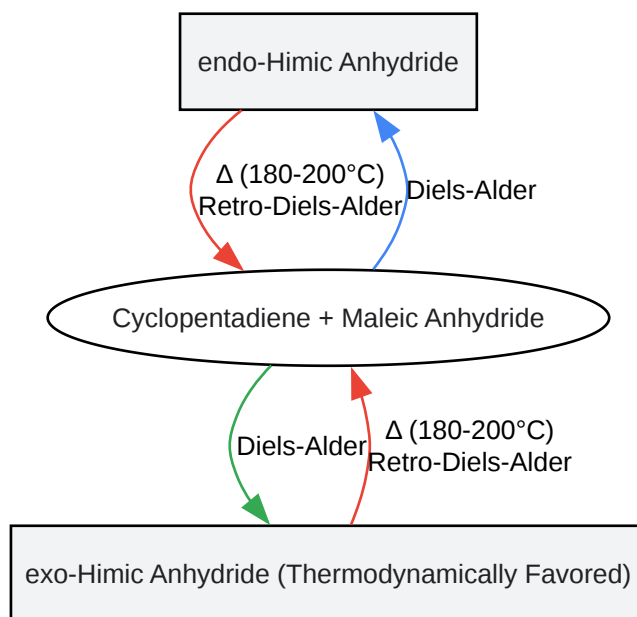 endo-Himic Anhydride
Δ (180-200°C)
Retro-Diels-Alder
Diels-Alder
Cyclopentadiene + Maleic Anhydride
Diels-Alder
Δ (180-200°C)
Retro-Diels-Alder
exo-Himic Anhydride (Thermodynamically Favored)